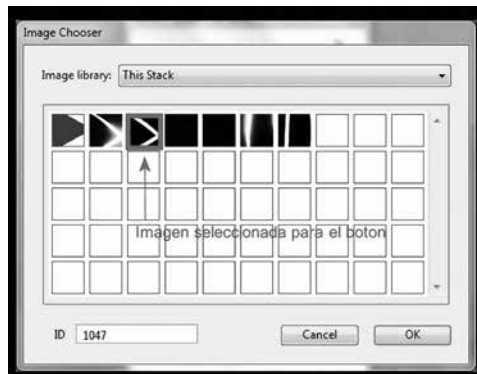 Image Chooser
Image library: This Stack
Imagen seleccionada para el boton
ID 1047 Cancel OK